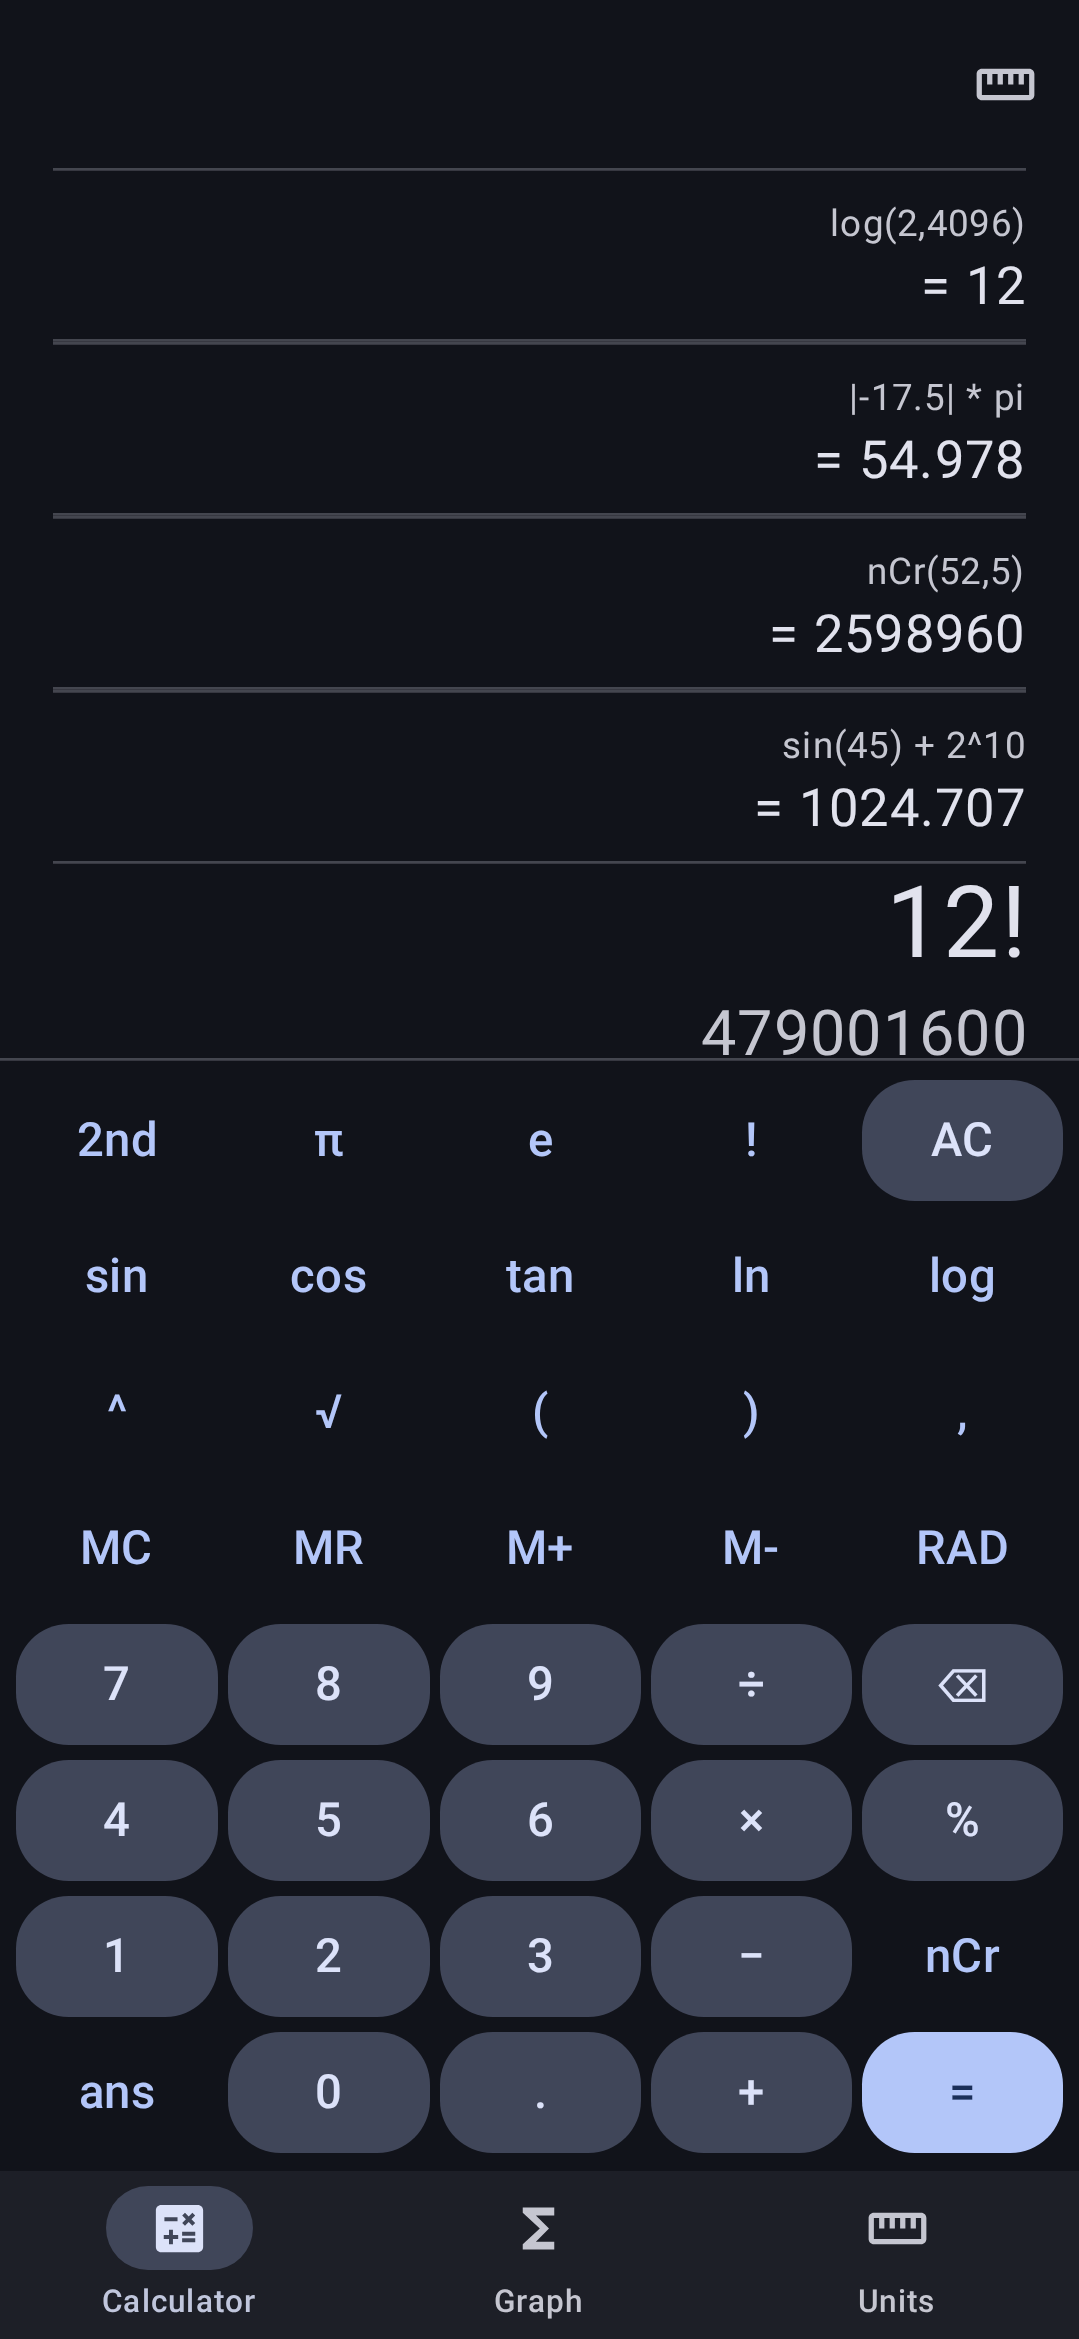 log(2,4096)
= 12
|-17.5| * pi
= 54.978
nCr(52,5)
= 2598960
sin(45) + 2^10
= 1024.707
12!
479001600
2nd π e ! AC
sin cos tan ln log
^ √ ( ) ,
MC MR M+ M- RAD
7 8 9 ÷
4 5 6 × %
1 2 3 − nCr
ans 0 . + =
Calculator Graph Units